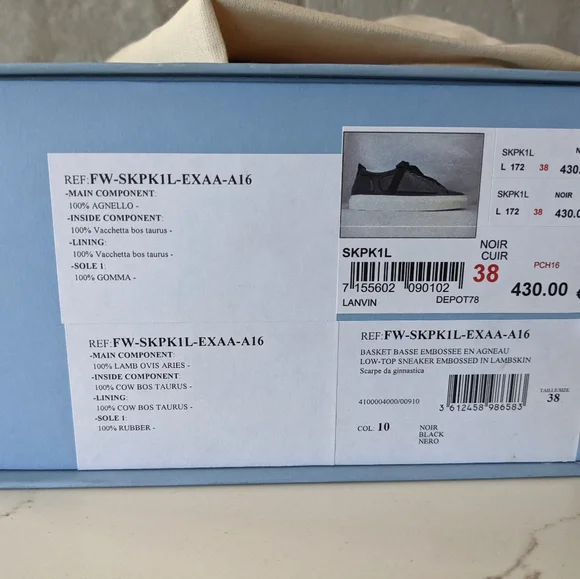 REF:FW-SKPK1L-EXAA-A16
-MAIN COMPONENT:
100% AGNELLO -
-INSIDE COMPONENT:
100% Vacchetta bos taurus -
-LINING:
100% Vacchetta bos taurus -
-SOLE 1:
100% GOMMA -
SKPK1L
L 172 38 430.
SKPK1L NOIR
L 172 38 430.0
SKPK1L
NOIR
CUIR
7 155602 090102
38
PCH16
430.00 €
LANVIN DEPOT78
REF:FW-SKPK1L-EXAA-A16
-MAIN COMPONENT:
100% LAMB OVIS ARIES -
-INSIDE COMPONENT:
100% COW BOS TAURUS -
-LINING:
100% COW BOS TAURUS -
-SOLE 1:
100% RUBBER -
REF:FW-SKPK1L-EXAA-A16
BASKET BASSE EMBOSSEE EN AGNEAU
LOW-TOP SNEAKER EMBOSSED IN LAMBSKIN
Scarpe da ginnastica
4100004000/00910
3 612458 986583
TAILLE/SIZE
38
COL. 10
NOIR
BLACK
NERO